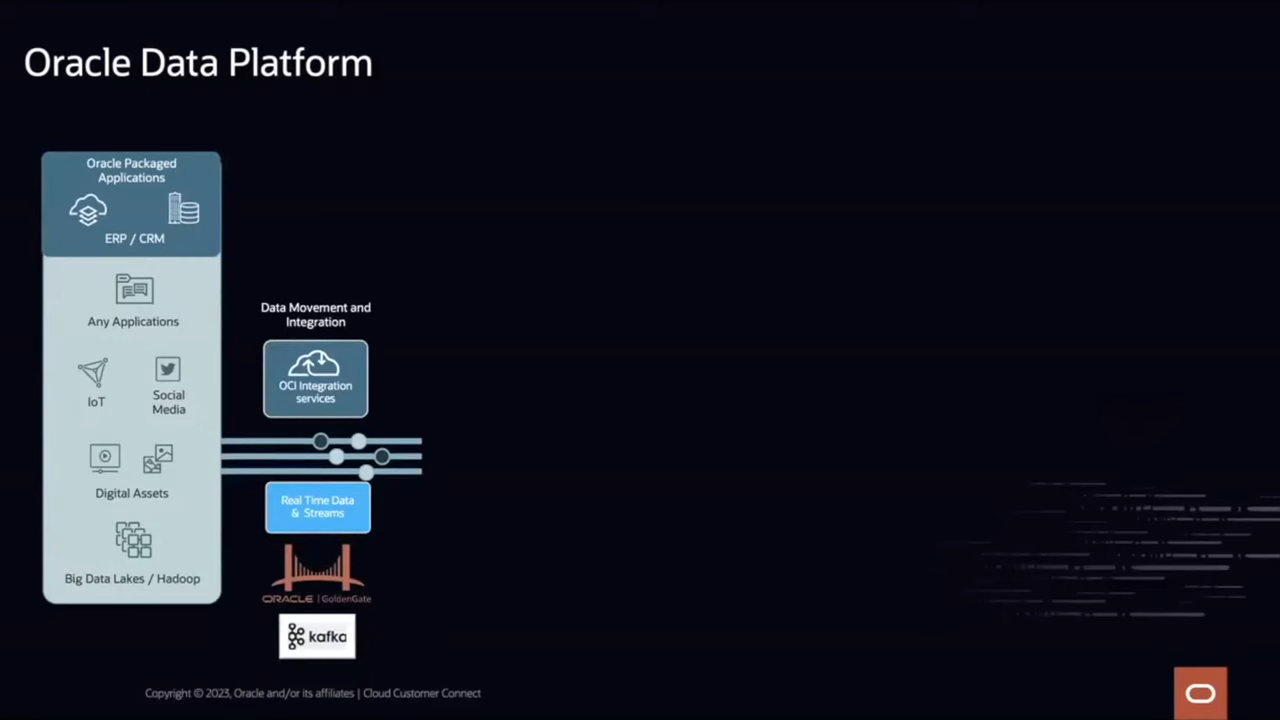 Oracle Data Platform
Oracle Packaged
Applications
ERP / CRM
Any Applications
IoT
Social
Media
Digital Assets
Big Data Lakes / Hadoop
Data Movement and
Integration
OCI Integration
services
Real Time Data
& Streams
ORACLE | GoldenGate
kafka
Copyright © 2023, Oracle and/or its affiliates | Cloud Customer Connect